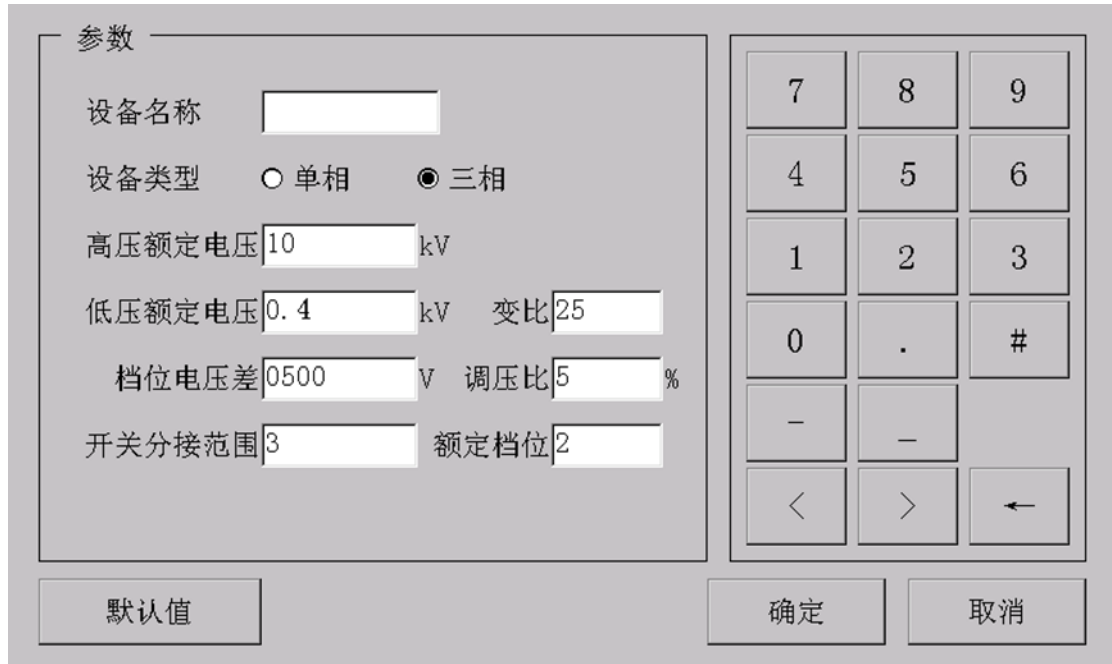 参数
设备名称
设备类型 单相 三相
高压额定电压 10 kV
低压额定电压 0.4 kV 变比 25
档位电压差 0500 V 调压比 5 %
开关分接范围 3 额定档位 2
7 8 9
4 5 6
1 2 3
0 . #
- _
< > ←
默认值 确定 取消